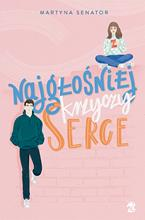 MARTYNA SENATOR
NAJGŁOŚNIEJ
krzyczy
SERCE